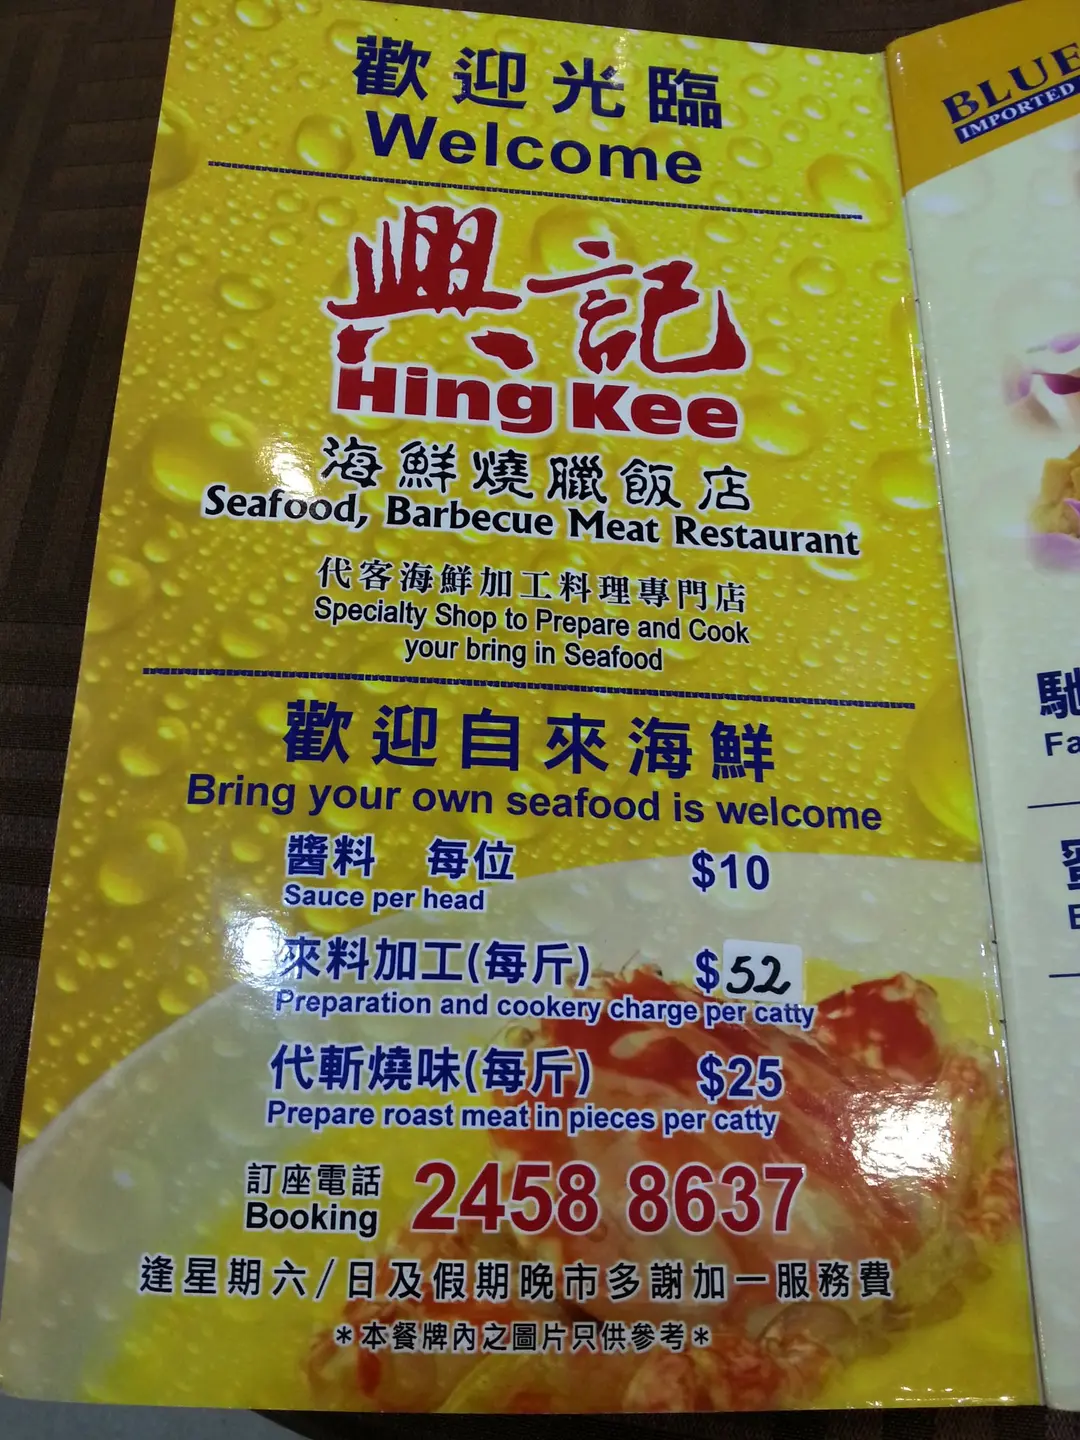 歡迎光臨
Welcome
興記
Hing Kee
海鮮燒臘飯店
Seafood, Barbecue Meat Restaurant
代客海鮮加工料理專門店
Specialty Shop to Prepare and Cook
your bring in Seafood
歡迎自來海鮮
Bring your own seafood is welcome
醬料 每位 $10
Sauce per head
來料加工(每斤) $52
Preparation and cookery charge per catty
代斬燒味(每斤) $25
Prepare roast meat in pieces per catty
訂座電話
Booking 2458 8637
逢星期六/日及假期晚市多謝加一服務費
*本餐牌內之圖片只供參考*
BLUE
IMPORTED
馳
Fa